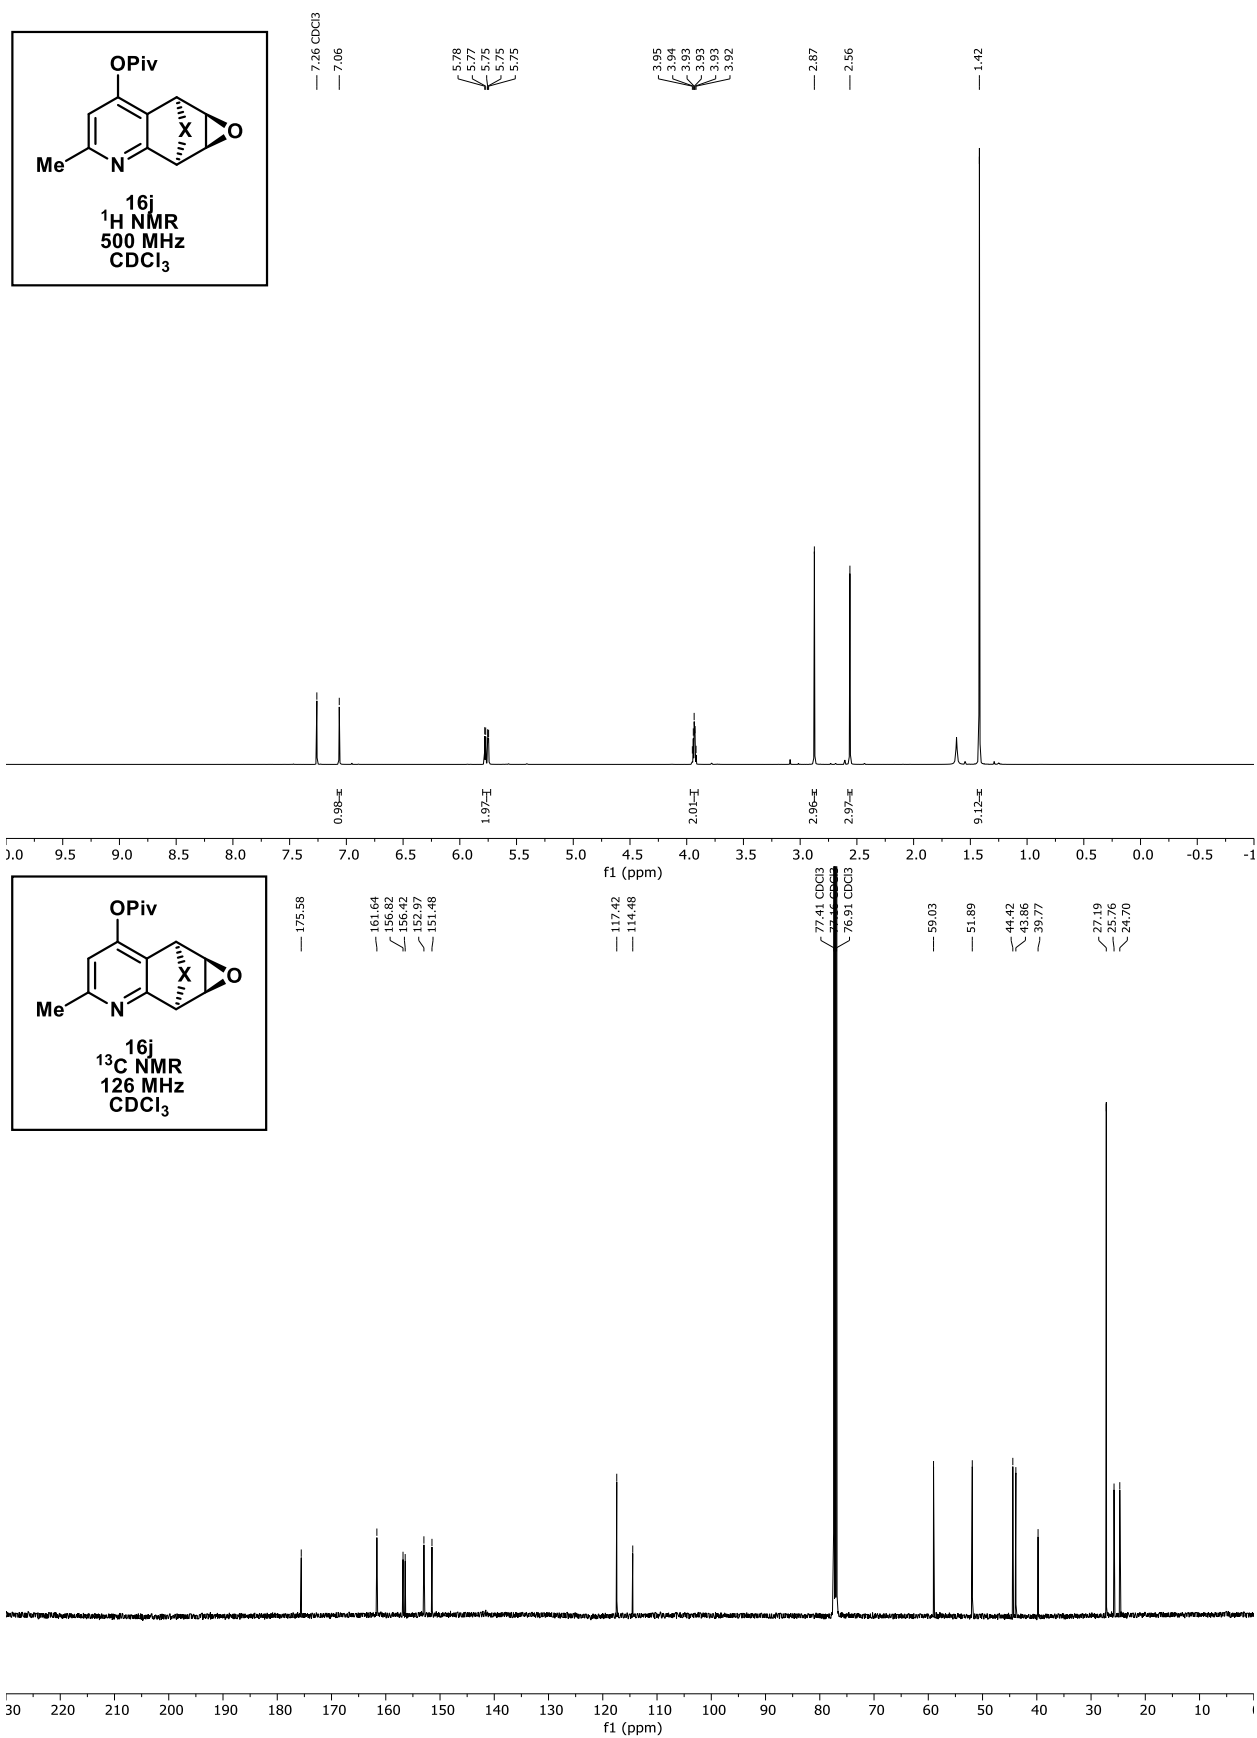 7.26 CDCl3
7.06
5.78
5.77
5.75
5.75
5.75
3.95
3.94
3.93
3.93
3.93
3.92
2.87
2.56
1.42
OPiv
X
O
Me
N
16j
1H NMR
500 MHz
CDCl3
0.98
1.97
2.01
2.96
2.97
9.12
0.0 9.5 9.0 8.5 8.0 7.5 7.0 6.5 6.0 5.5 5.0 4.5 4.0 3.5 3.0 2.5 2.0 1.5 1.0 0.5 0.0 -0.5 -1
f1 (ppm)
175.58
161.64
156.82
156.42
152.97
151.48
117.42
114.48
77.41 CDCl3
77.16 CDCl3
76.91 CDCl3
59.03
51.89
44.42
43.86
39.77
27.19
25.76
24.70
OPiv
X
O
Me
N
16j
13C NMR
126 MHz
CDCl3
30 220 210 200 190 180 170 160 150 140 130 120 110 100 90 80 70 60 50 40 30 20 10 0
f1 (ppm)